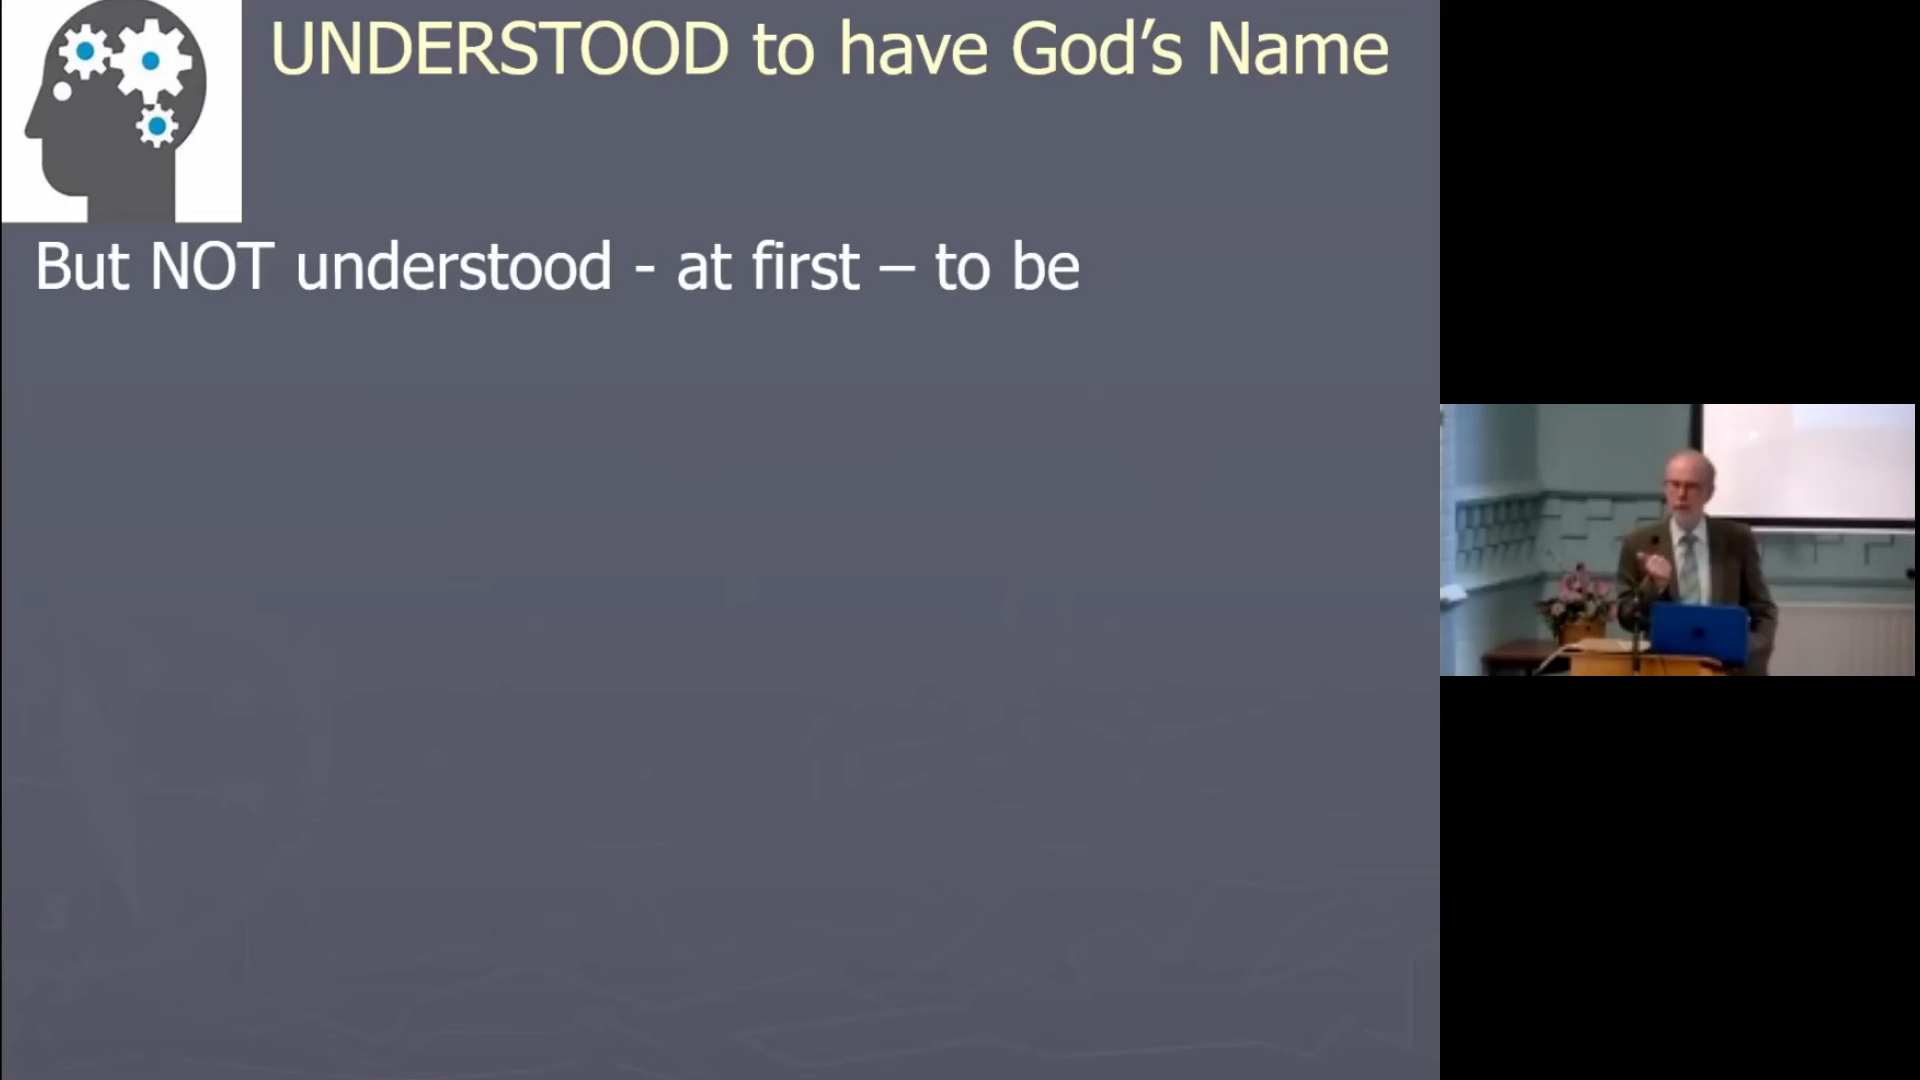 UNDERSTOOD to have God’s Name
But NOT understood - at first – to be